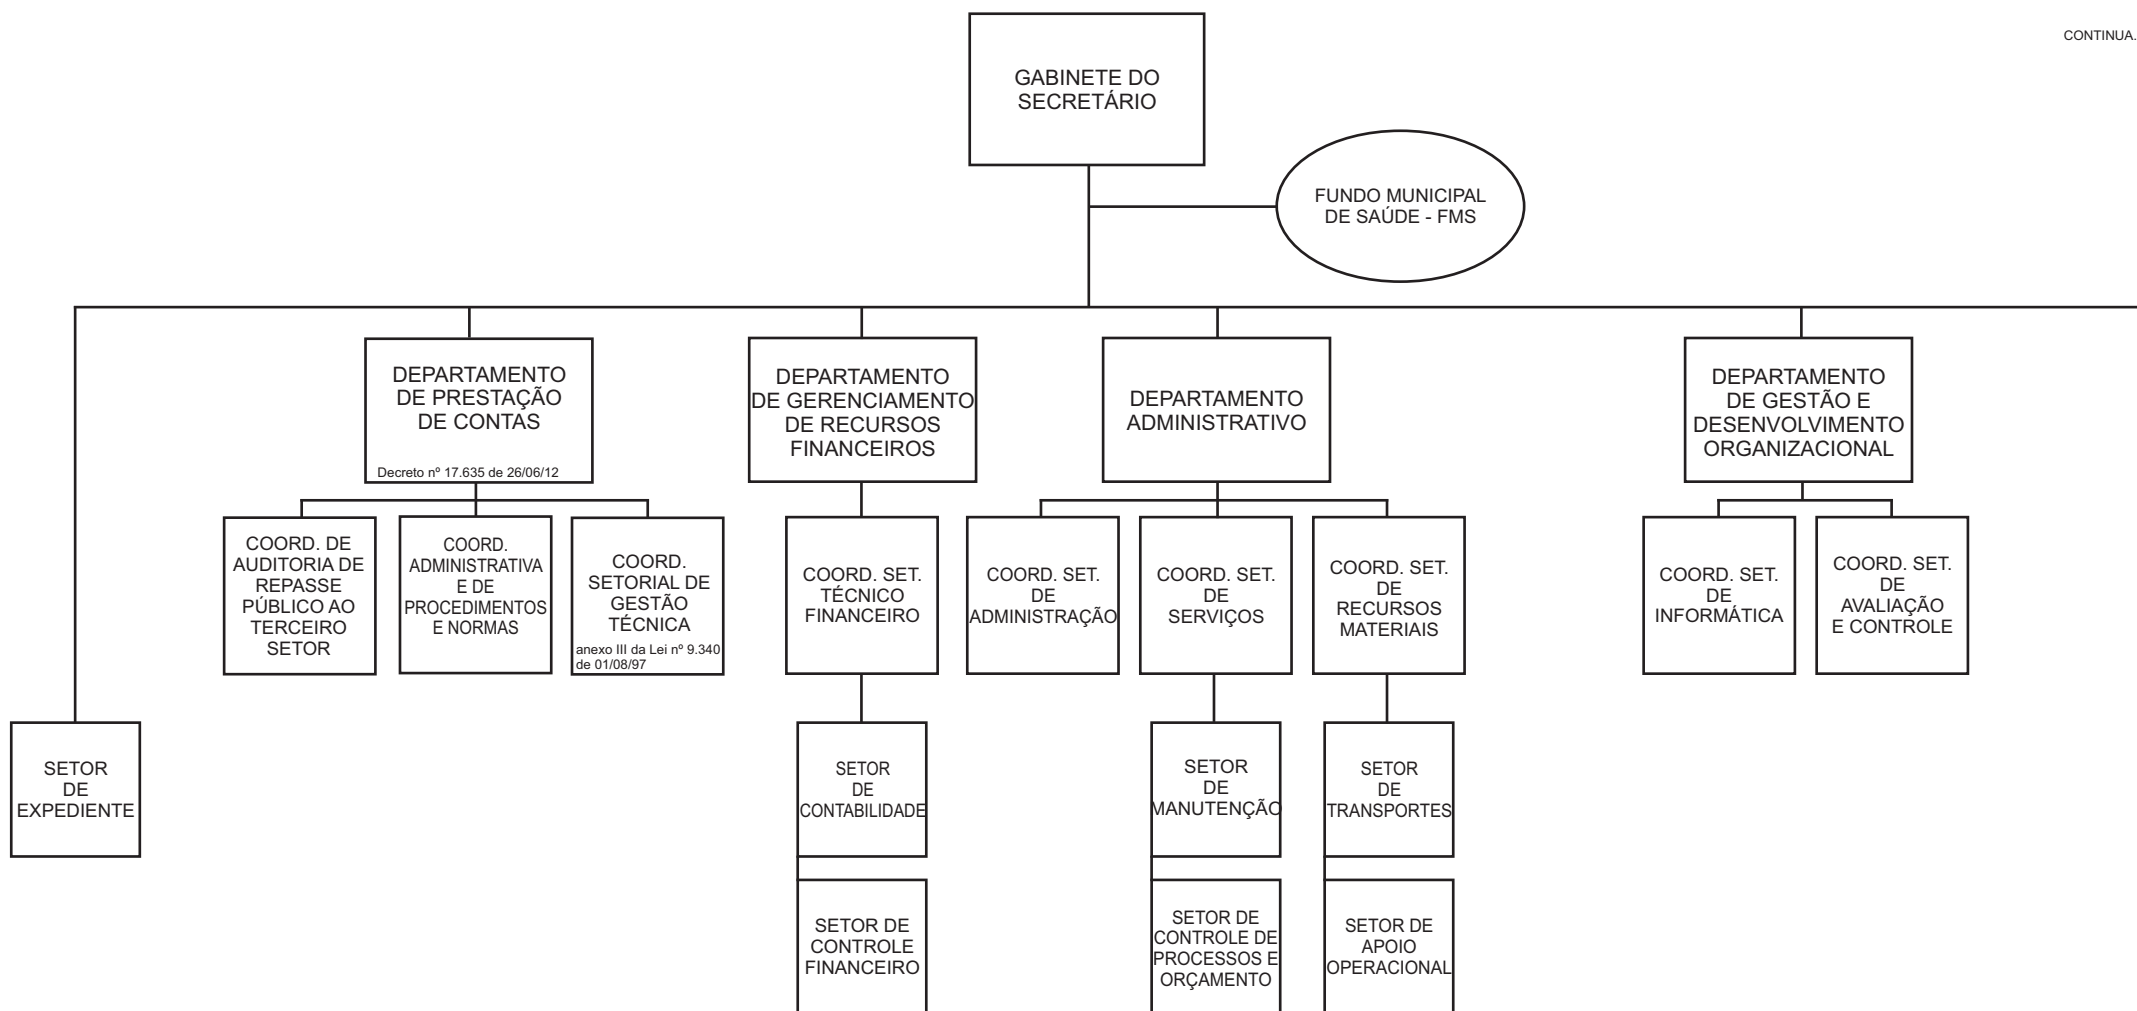 CONTINUA.
GABINETE DO
SECRETÁRIO
FUNDO MUNICIPAL
DE SAÚDE - FMS
DEPARTAMENTO
DE PRESTAÇÃO
DE CONTAS
Decreto nº 17.635 de 26/06/12
DEPARTAMENTO
DE GERENCIAMENTO
DE RECURSOS
FINANCEIROS
DEPARTAMENTO
ADMINISTRATIVO
DEPARTAMENTO
DE GESTÃO E
DESENVOLVIMENTO
ORGANIZACIONAL
COORD. DE
AUDITORIA DE
REPASSE
PÚBLICO AO
TERCEIRO
SETOR
COORD.
ADMINISTRATIVA
E DE
PROCEDIMENTOS
E NORMAS
COORD.
SETORIAL DE
GESTÃO
TÉCNICA
anexo III da Lei nº 9.340
de 01/08/97
COORD. SET.
TÉCNICO
FINANCEIRO
COORD. SET.
DE
ADMINISTRAÇÃO
COORD. SET.
DE
SERVIÇOS
COORD. SET.
DE
RECURSOS
MATERIAIS
COORD. SET.
DE
INFORMÁTICA
COORD. SET.
DE
AVALIAÇÃO
E CONTROLE
SETOR
DE
EXPEDIENTE
SETOR
DE
CONTABILIDADE
SETOR
DE
MANUTENÇÃO
SETOR
DE
TRANSPORTES
SETOR DE
CONTROLE
FINANCEIRO
SETOR DE
CONTROLE DE
PROCESSOS E
ORÇAMENTO
SETOR DE
APOIO
OPERACIONAL